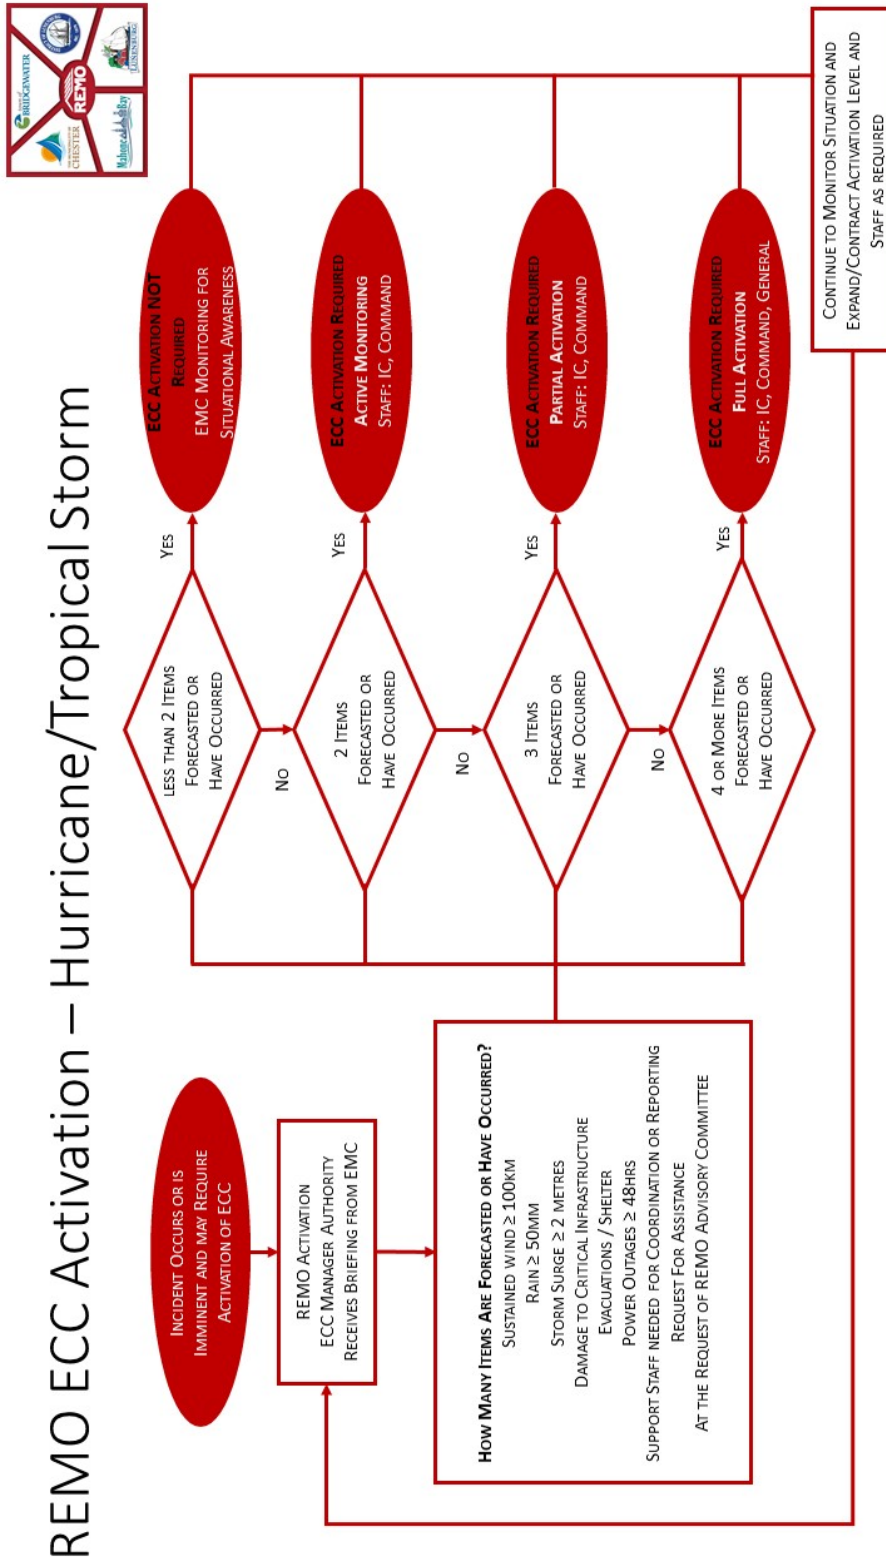 REMO ECC Activation – Hurricane/Tropical Storm
CHESTER
BRIDGEWATER
Mahone Bay
REMO
LUNENBURG
INCIDENT OCCURS OR IS
IMMINENT AND MAY REQUIRE
ACTIVATION OF ECC
REMO ACTIVATION
ECC MANAGER AUTHORITY
RECEIVES BRIEFING FROM EMC
HOW MANY ITEMS ARE FORECASTED OR HAVE OCCURRED?
SUSTAINED WIND ≥ 100KM
RAIN ≥ 50MM
STORM SURGE ≥ 2 METRES
DAMAGE TO CRITICAL INFRASTRUCTURE
EVACUATIONS / SHELTER
POWER OUTAGES ≥ 48HRS
SUPPORT STAFF NEEDED FOR COORDINATION OR REPORTING
REQUEST FOR ASSISTANCE
AT THE REQUEST OF REMO ADVISORY COMMITTEE
LESS THAN 2 ITEMS
FORECASTED OR
HAVE OCCURRED
YES
ECC ACTIVATION NOT
REQUIRED
EMC MONITORING FOR
SITUATIONAL AWARENESS
NO
2 ITEMS
FORECASTED OR
HAVE OCCURRED
YES
ECC ACTIVATION REQUIRED
ACTIVE MONITORING
STAFF: IC, COMMAND
NO
3 ITEMS
FORECASTED OR
HAVE OCCURRED
YES
ECC ACTIVATION REQUIRED
PARTIAL ACTIVATION
STAFF: IC, COMMAND
NO
4 OR MORE ITEMS
FORECASTED OR
HAVE OCCURRED
YES
ECC ACTIVATION REQUIRED
FULL ACTIVATION
STAFF: IC, COMMAND, GENERAL
CONTINUE TO MONITOR SITUATION AND
EXPAND/CONTRACT ACTIVATION LEVEL AND
STAFF AS REQUIRED